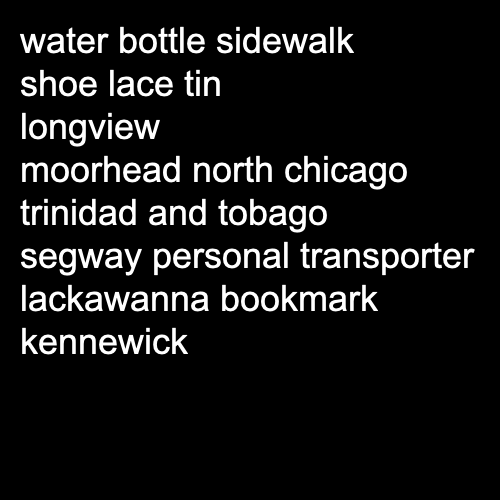 water bottle sidewalk
shoe lace tin
longview
moorhead north chicago
trinidad and tobago
segway personal transporter
lackawanna bookmark
kennewick